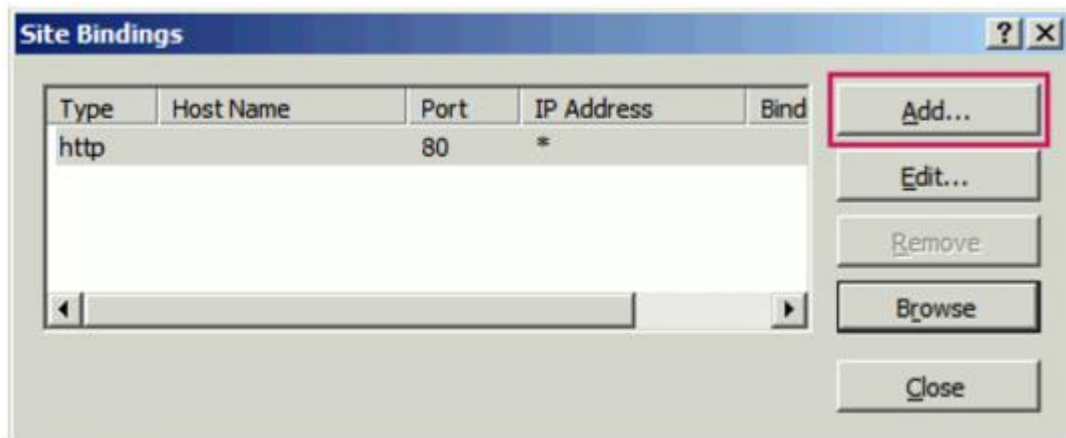 Site Bindings
Type Host Name Port IP Address Bind
http 80 *
Add...
Edit...
Remove
Browse
Close